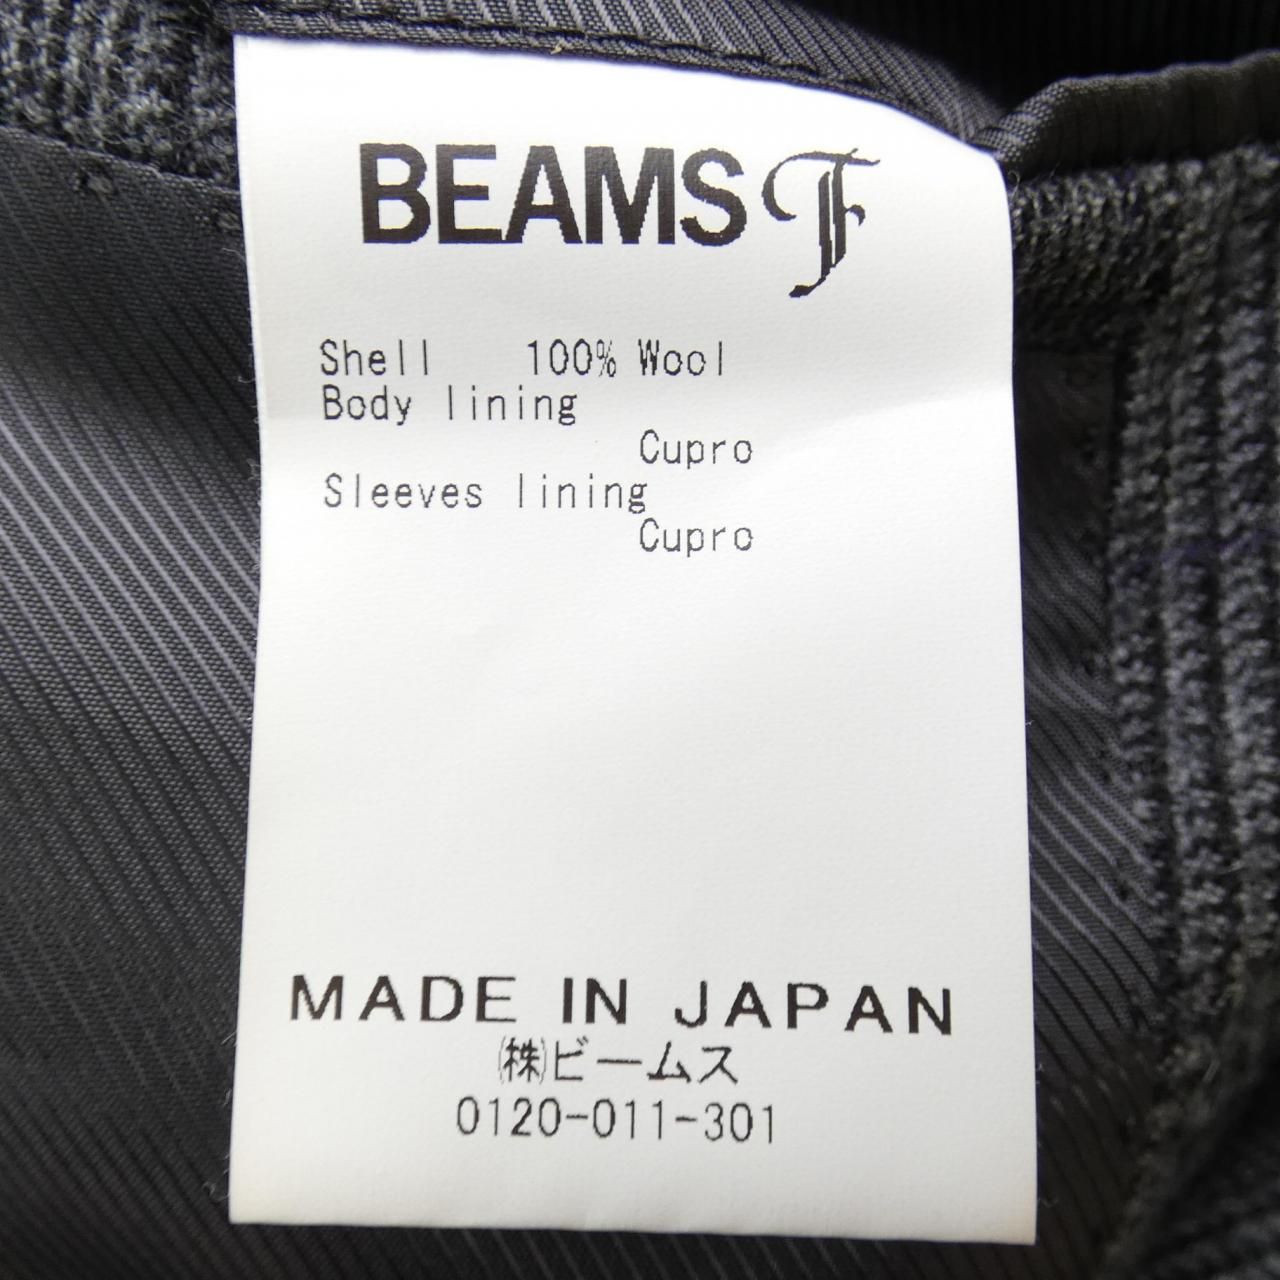 BEAMS F
Shell 100% Wool
Body lining
Cupro
Sleeves lining
Cupro
MADE IN JAPAN
㈱ビームス
0120-011-301